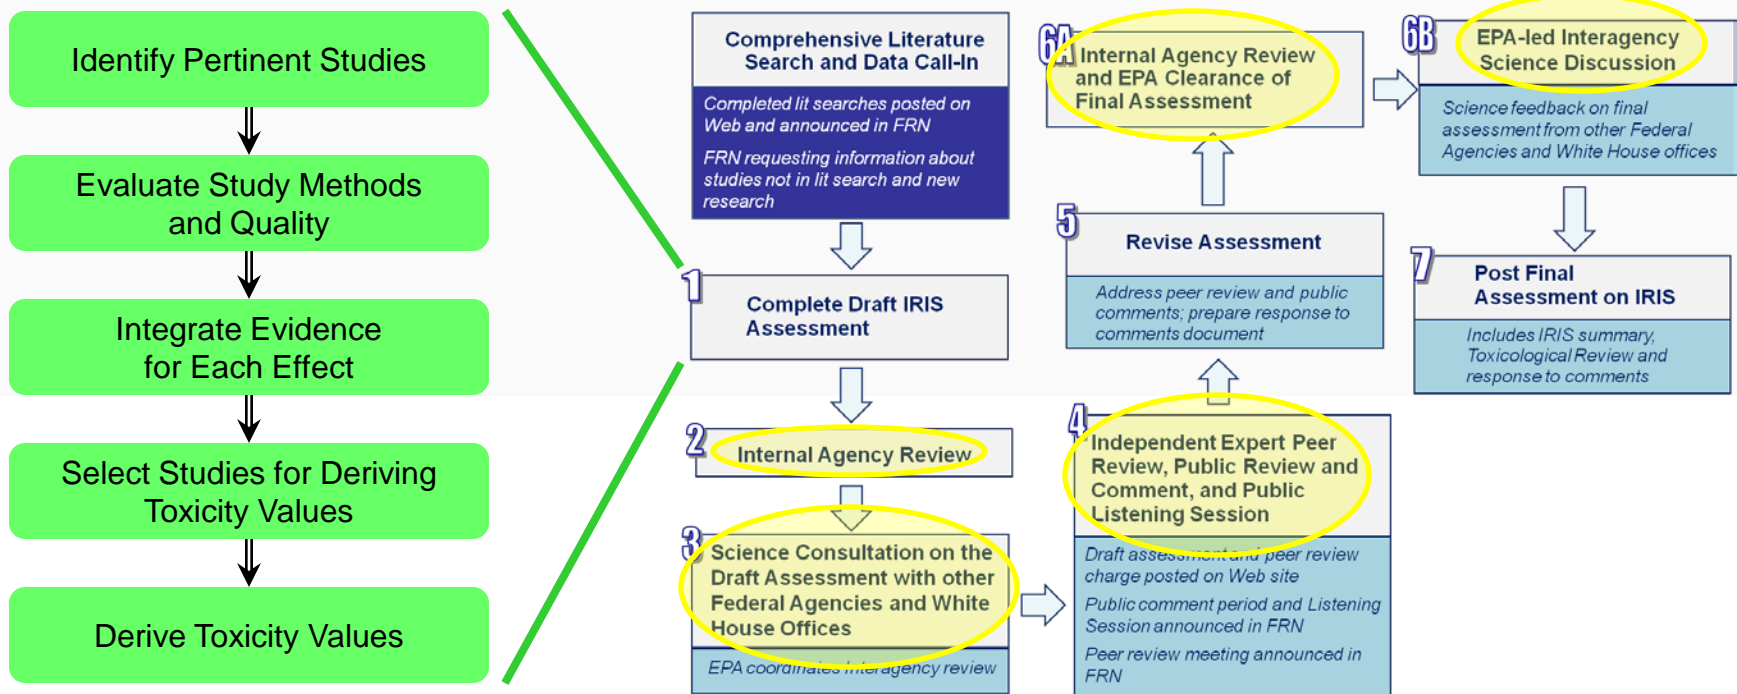 Identify Pertinent Studies
Evaluate Study Methods
and Quality
Integrate Evidence
for Each Effect
Select Studies for Deriving
Toxicity Values
Derive Toxicity Values
Comprehensive Literature
Search and Data Call-In
Completed lit searches posted on
Web and announced in FRN
FRN requesting information about
studies not in lit search and new
research
1
Complete Draft IRIS
Assessment
2
Internal Agency Review
3
Science Consultation on the
Draft Assessment with other
Federal Agencies and White
House Offices
EPA coordinates Interagency review
4
Independent Expert Peer
Review, Public Review and
Comment, and Public
Listening Session
Draft assessment and peer review
charge posted on Web site
Public comment period and Listening
Session announced in FRN
Peer review meeting announced in
FRN
5
Revise Assessment
Address peer review and public
comments; prepare response to
comments document
6A
Internal Agency Review
and EPA Clearance of
Final Assessment
6B
EPA-led Interagency
Science Discussion
Science feedback on final
assessment from other Federal
Agencies and White House offices
7
Post Final
Assessment on IRIS
Includes IRIS summary,
Toxicological Review and
response to comments